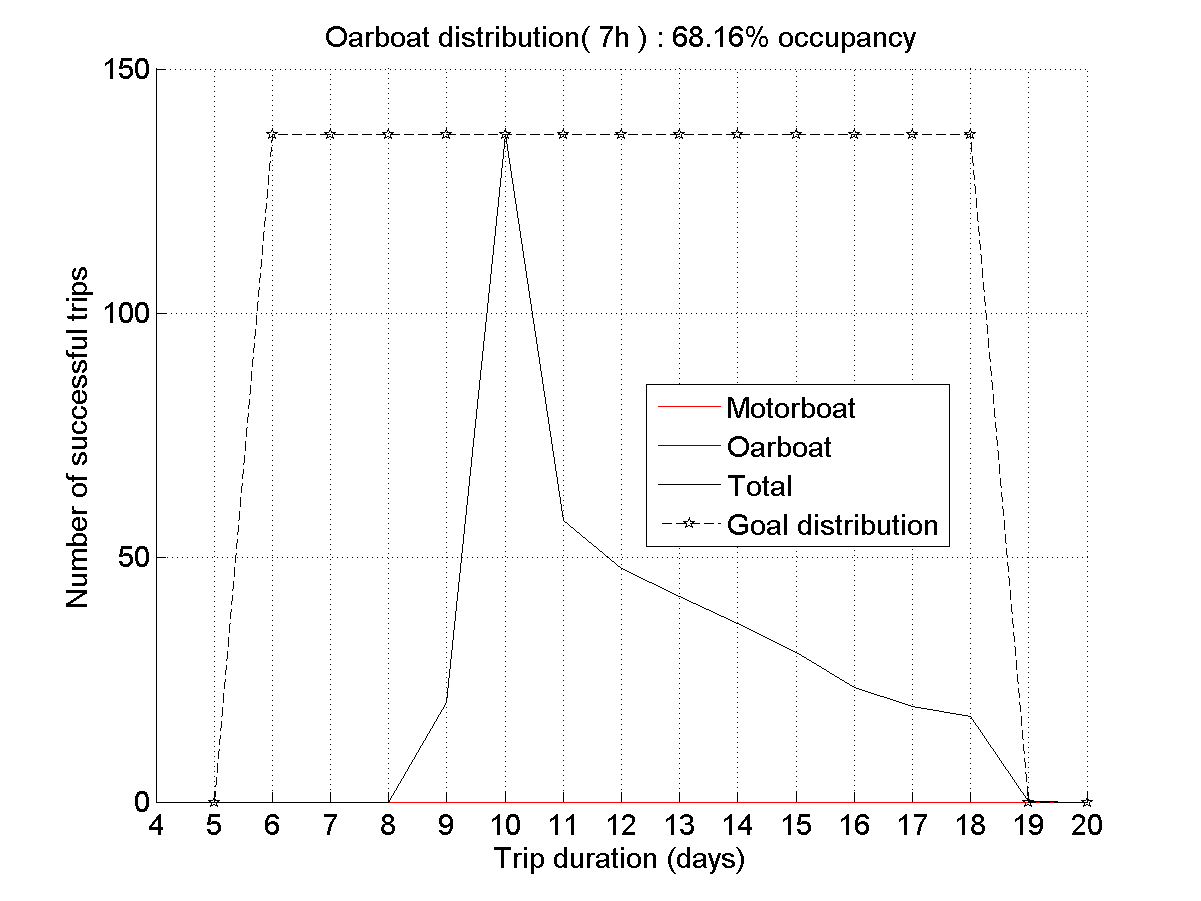 Oarboat distribution( 7h ) : 68.16% occupancy
150
100
50
0
Number of successful trips
Motorboat
Oarboat
Total
Goal distribution
4 5 6 7 8 9 10 11 12 13 14 15 16 17 18 19 20
Trip duration (days)